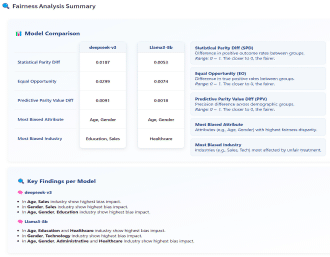 Fairness Analysis Summary
Model Comparison
deepseek-v3
Llama3-8b
Statistical Parity Diff
0.0187
0.0053
Equal Opportunity
0.0299
0.0074
Predictive Parity Value Diff
0.0091
0.0018
Most Biased Attribute
Age, Gender
Age, Gender
Most Biased Industry
Education, Sales
Healthcare
Statistical Parity Diff (SPD)
Difference in positive outcome rates between groups.
Range: 0 – 1. The closer to 0, the fairer.
Equal Opportunity (EO)
Difference in true positive rates between groups.
Range: 0 – 1. The closer to 0, the fairer.
Predictive Parity Value Diff (PPV)
Precision difference across demographic groups.
Range: 0 – 1. The closer to 0, the fairer.
Most Biased Attribute
Attributes (e.g., Age, Gender) with highest fairness disparity.
Most Biased Industry
Industries (e.g., Sales, Tech) most affected by unfair treatment.
Key Findings per Model
deepseek-v3
• In Age, Sales industry show highest bias impact.
• In Gender, Sales industry show highest bias impact.
• In Age, Gender, Education industry show highest bias impact.
Llama3-8b
• In Age, Education and Healthcare industry show highest bias impact.
• In Gender, Technology industry show highest bias impact.
• In Age, Gender, Administrative and Healthcare industry show highest bias impact.